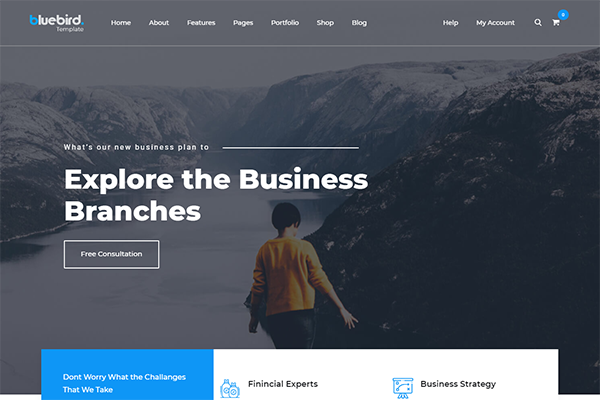 bluebird.
Template
Home About Features Pages Portfolio Shop Blog Help My Account 0
What's our new business plan to
Explore the Business
Branches
Free Consultation
Dont Worry What the Challanges
That We Take
Finincial Experts
Business Strategy